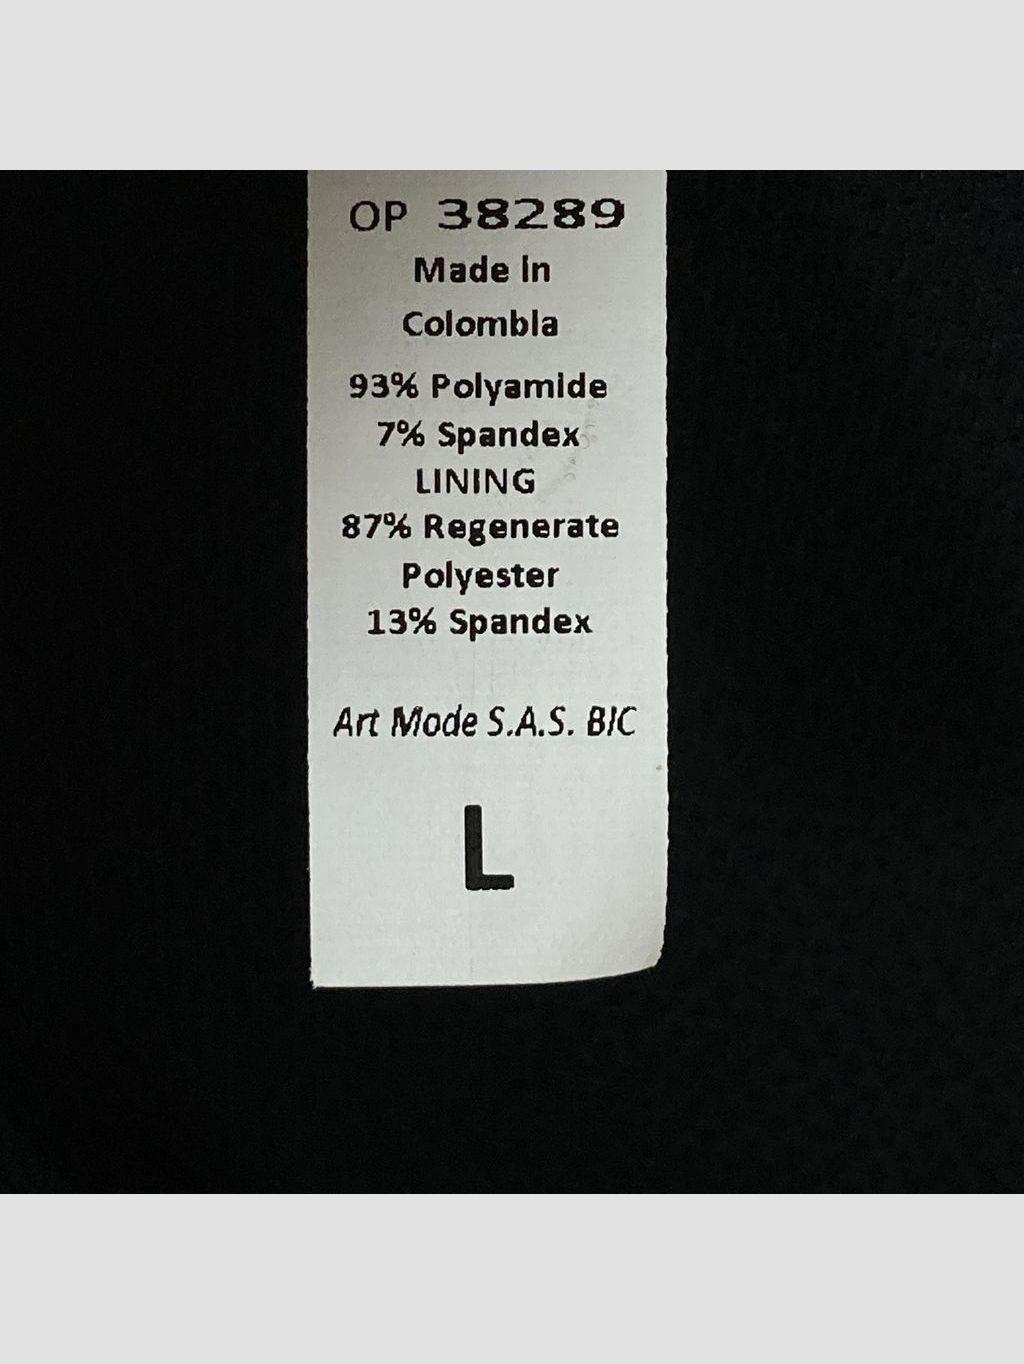 OP 38289
Made in
Colombia
93% Polyamide
7% Spandex
LINING
87% Regenerate
Polyester
13% Spandex
Art Mode S.A.S. BIC
L